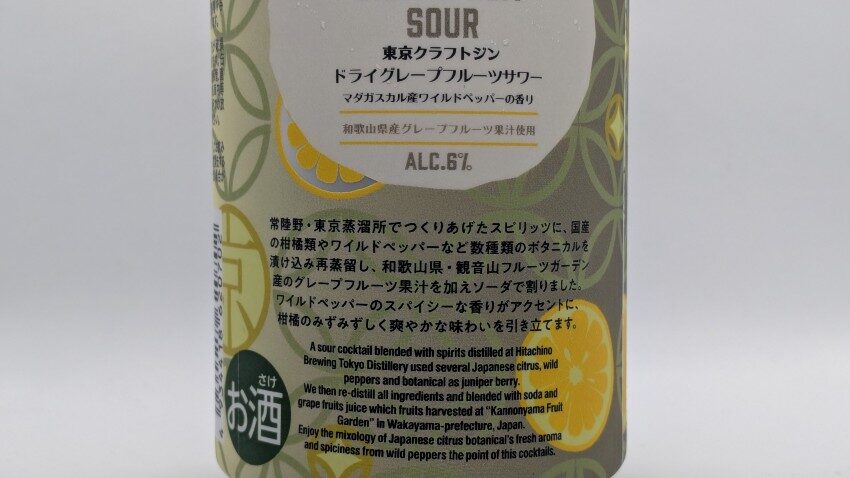 SOUR
東京クラフトジン
ドライグレープフルーツサワー
マダガスカル産ワイルドペッパーの香り
和歌山県産グレープフルーツ果汁使用
ALC.6%
常陸野・東京蒸溜所でつくりあげたスピリッツに、国産
の柑橘類やワイルドペッパーなど数種類のボタニカルを
漬け込み再蒸留し、和歌山県・観音山フルーツガーデン
産のグレープフルーツ果汁を加えソーダで割りました。
ワイルドペッパーのスパイシーな香りがアクセントに、
柑橘のみずみずしく爽やかな味わいを引き立てます。
A sour cocktail blended with spirits distilled at Hitachino
Brewing Tokyo Distillery used several Japanese citrus, wild
peppers and botanical as juniper berry.
We then re-distill all ingredients and blended with soda and
grape fruits juice which fruits harvested at "Kannonyama Fruit
Garden" in Wakayama-prefecture, Japan.
Enjoy the mixology of Japanese citrus botanical's fresh aroma
and spiciness from wild peppers the point of this cocktails.
さけ
お酒
京